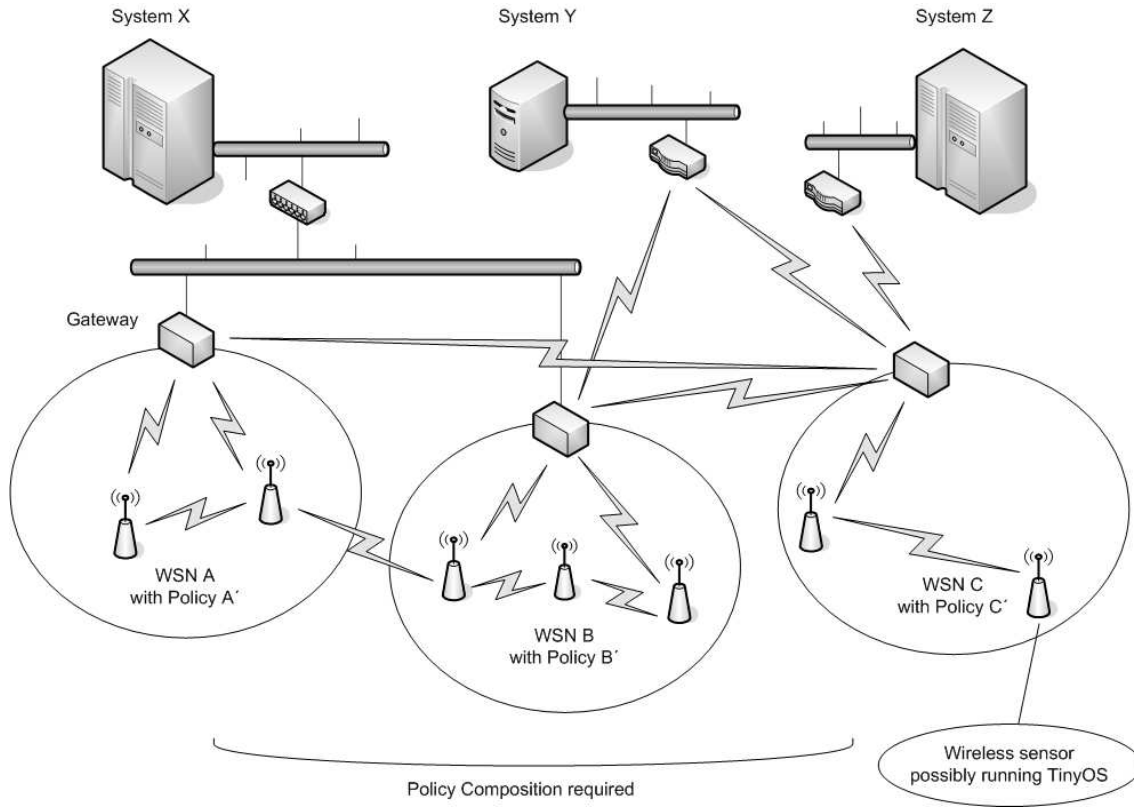 System X
System Y
System Z
Gateway
WSN A
with Policy A´
WSN B
with Policy B´
WSN C
with Policy C´
Wireless sensor
possibly running TinyOS
Policy Composition required